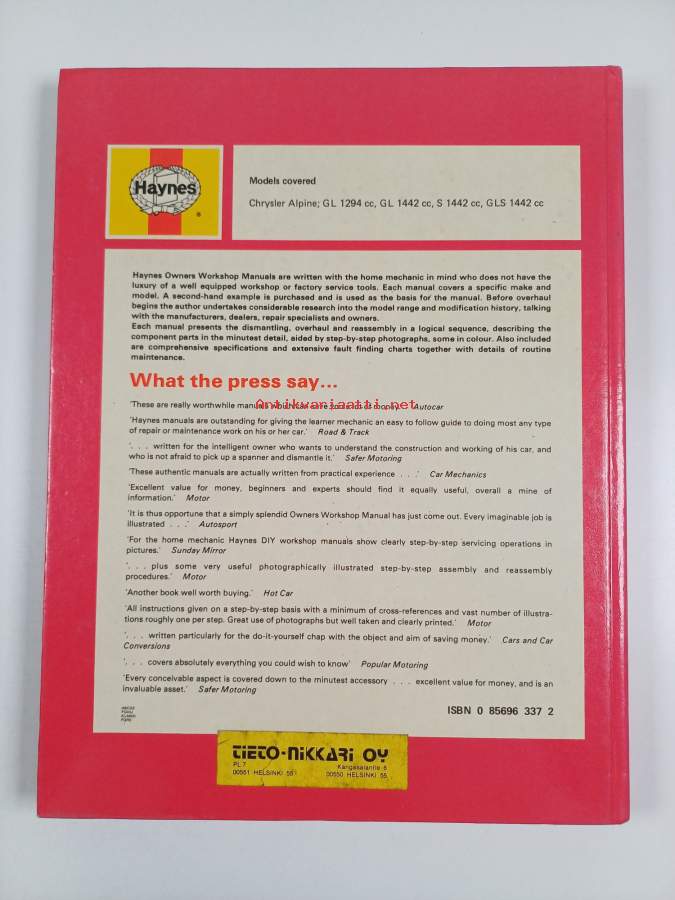 Haynes
®
Models covered
Chrysler Alpine; GL 1294 cc, GL 1442 cc, S 1442 cc, GLS 1442 cc
Haynes Owners Workshop Manuals are written with the home mechanic in mind who does not have the
luxury of a well equipped workshop or factory service tools. Each manual covers a specific make and
model. A second-hand example is purchased and is used as the basis for the manual. Before overhaul
begins the author undertakes considerable research into the model range and modification history, talking
with the manufacturers, dealers, repair specialists and owners.
Each manual presents the dismantling, overhaul and reassembly in a logical sequence, describing the
component parts in the minutest detail, aided by step-by-step photographs, some in colour. Also included
are comprehensive specifications and extensive fault finding charts together with details of routine
maintenance.
What the press say...
Antikvariaatti.net
'These are really worthwhile manuals which can save Autocar
'Haynes manuals are outstanding for giving the learner mechanic an easy to follow guide to doing most any type
of repair or maintenance work on his or her car.' Road & Track
'. . . written for the intelligent owner who wants to understand the construction and working of his car, and
who is not afraid to pick up a spanner and dismantle it.' Safer Motoring
'These authentic manuals are actually written from practical experience . . .' Car Mechanics
'Excellent value for money, beginners and experts should find it equally useful, overall a mine of
information.' Motor
'It is thus opportune that a simply splendid Owners Workshop Manual has just come out. Every imaginable job is
illustrated . . .' Autosport
'For the home mechanic Haynes DIY workshop manuals show clearly step-by-step servicing operations in
pictures.' Sunday Mirror
'. . . plus some very useful photographically illustrated step-by-step assembly and reassembly
procedures.' Motor
'Another book well worth buying.' Hot Car
'All instructions given on a step-by-step basis with a minimum of cross-references and vast number of illustra-
tions roughly one per step. Great use of photographs but well taken and clearly printed.' Motor
'. . . written particularly for the do-it-yourself chap with the object and aim of saving money.' Cars and Car
Conversions
'. . . covers absolutely everything you could wish to know' Popular Motoring
'Every conceivable aspect is covered down to the minutest accessory . . . excellent value for money, and is an
invaluable asset.' Safer Motoring
ISBN 0 85696 337 2
TIETO-NIKKARI OY
PL 7 Kangasalantie 8
00551 HELSINKI 55 00550 HELSINKI 55